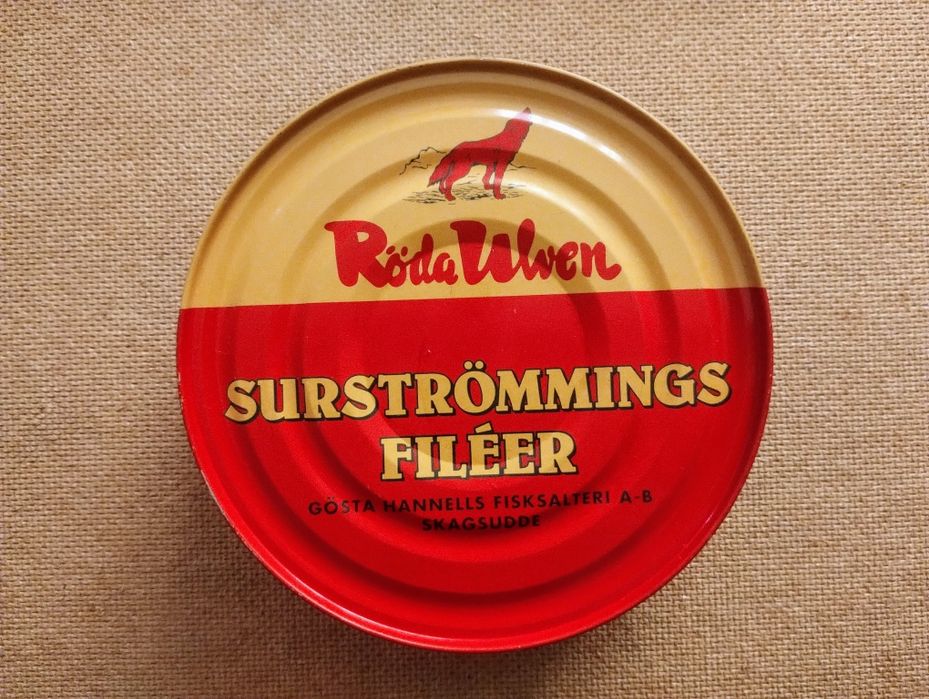 Röda Ulven
SURSTRÖMMINGS
FILÉER
GÖSTA HANNELLS FISKSALTERI A-B
SKAGSUDDE